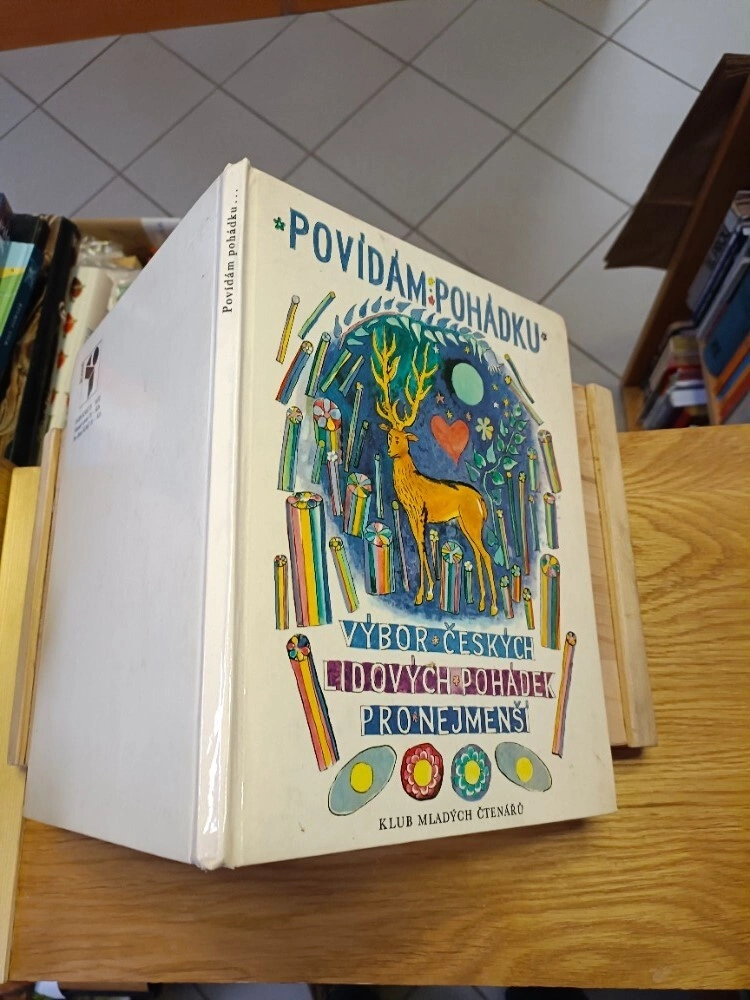 Povídám pohádku...
POVÍDÁM POHÁDKU
VÝBOR ČESKÝCH
LIDOVÝCH POHÁDEK
PRO NEJMENŠÍ
KLUB MLADÝCH ČTENÁŘŮ